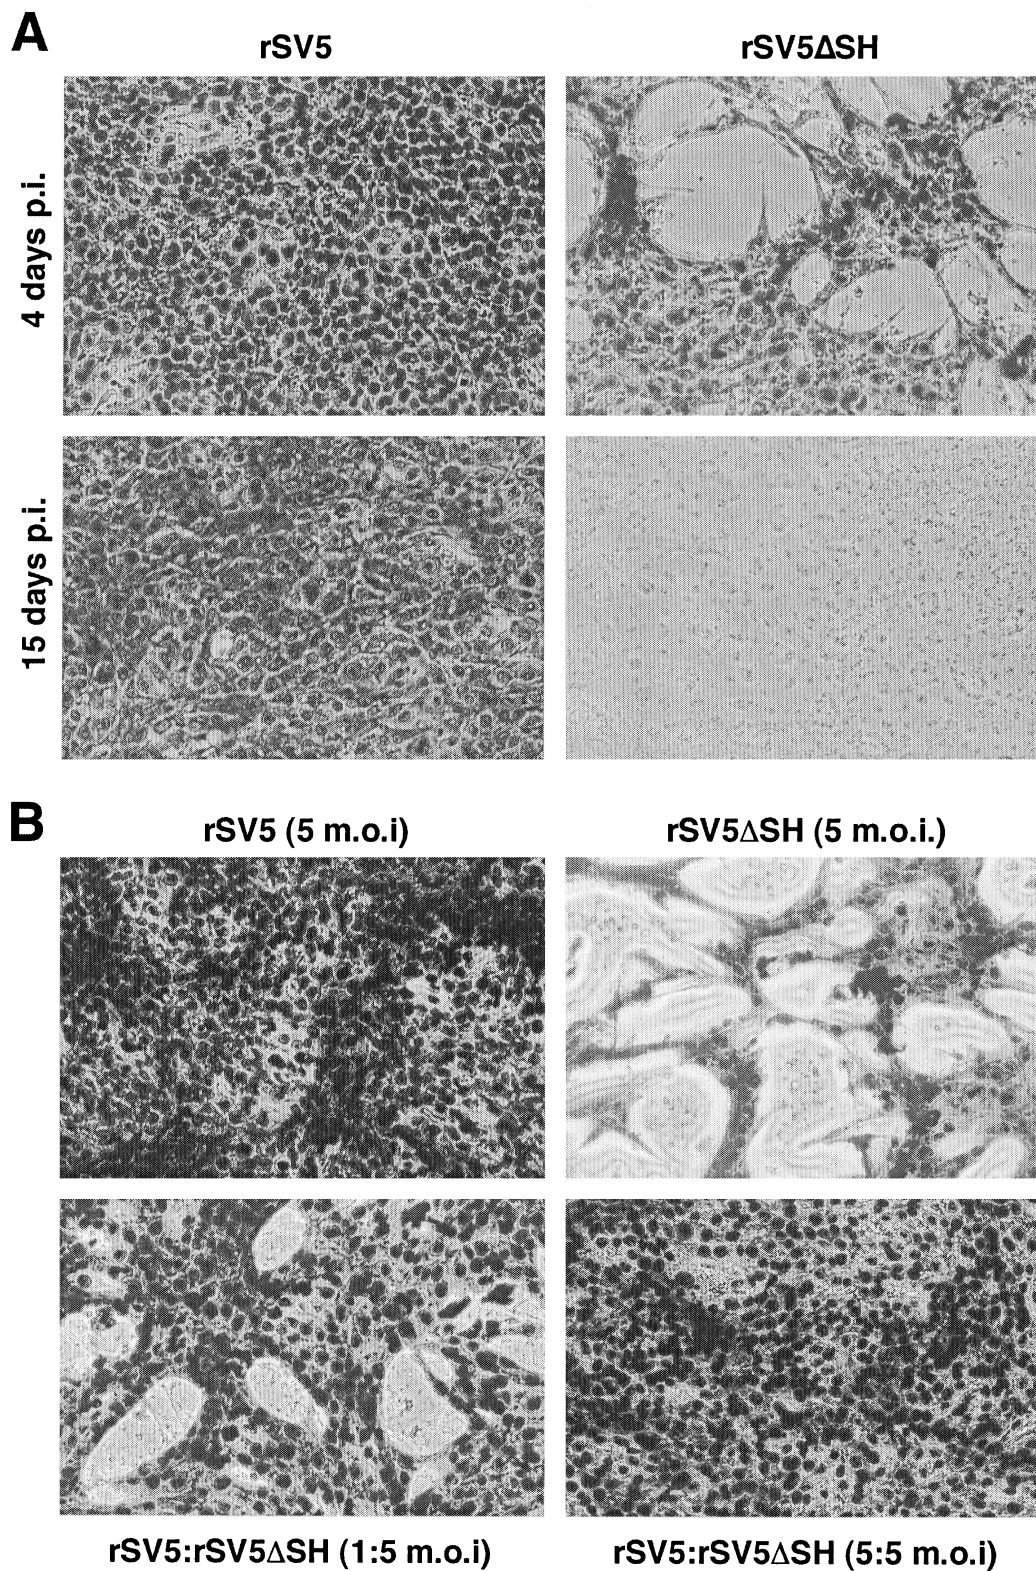 A
rSV5
rSV5ΔSH
4 days p.i.
15 days p.i.
B
rSV5 (5 m.o.i)
rSV5ΔSH (5 m.o.i.)
rSV5:rSV5ΔSH (1:5 m.o.i)
rSV5:rSV5ΔSH (5:5 m.o.i)